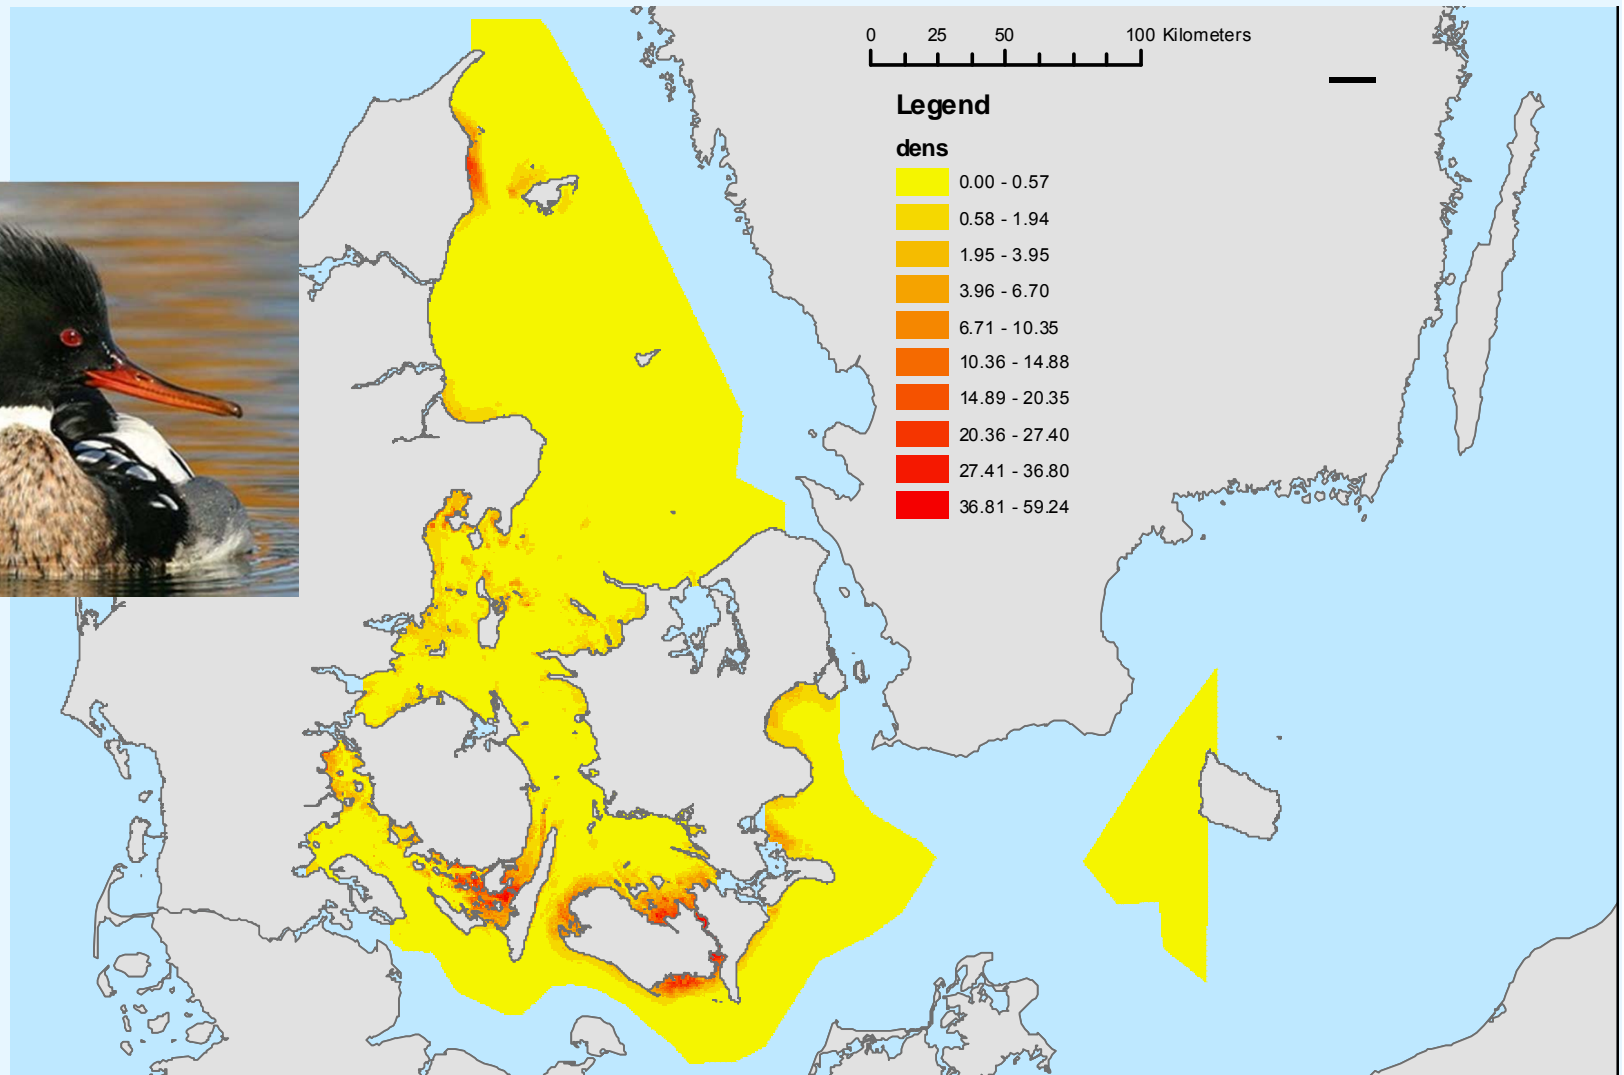 0 25 50 100 Kilometers
Legend
dens
0.00 - 0.57
0.58 - 1.94
1.95 - 3.95
3.96 - 6.70
6.71 - 10.35
10.36 - 14.88
14.89 - 20.35
20.36 - 27.40
27.41 - 36.80
36.81 - 59.24